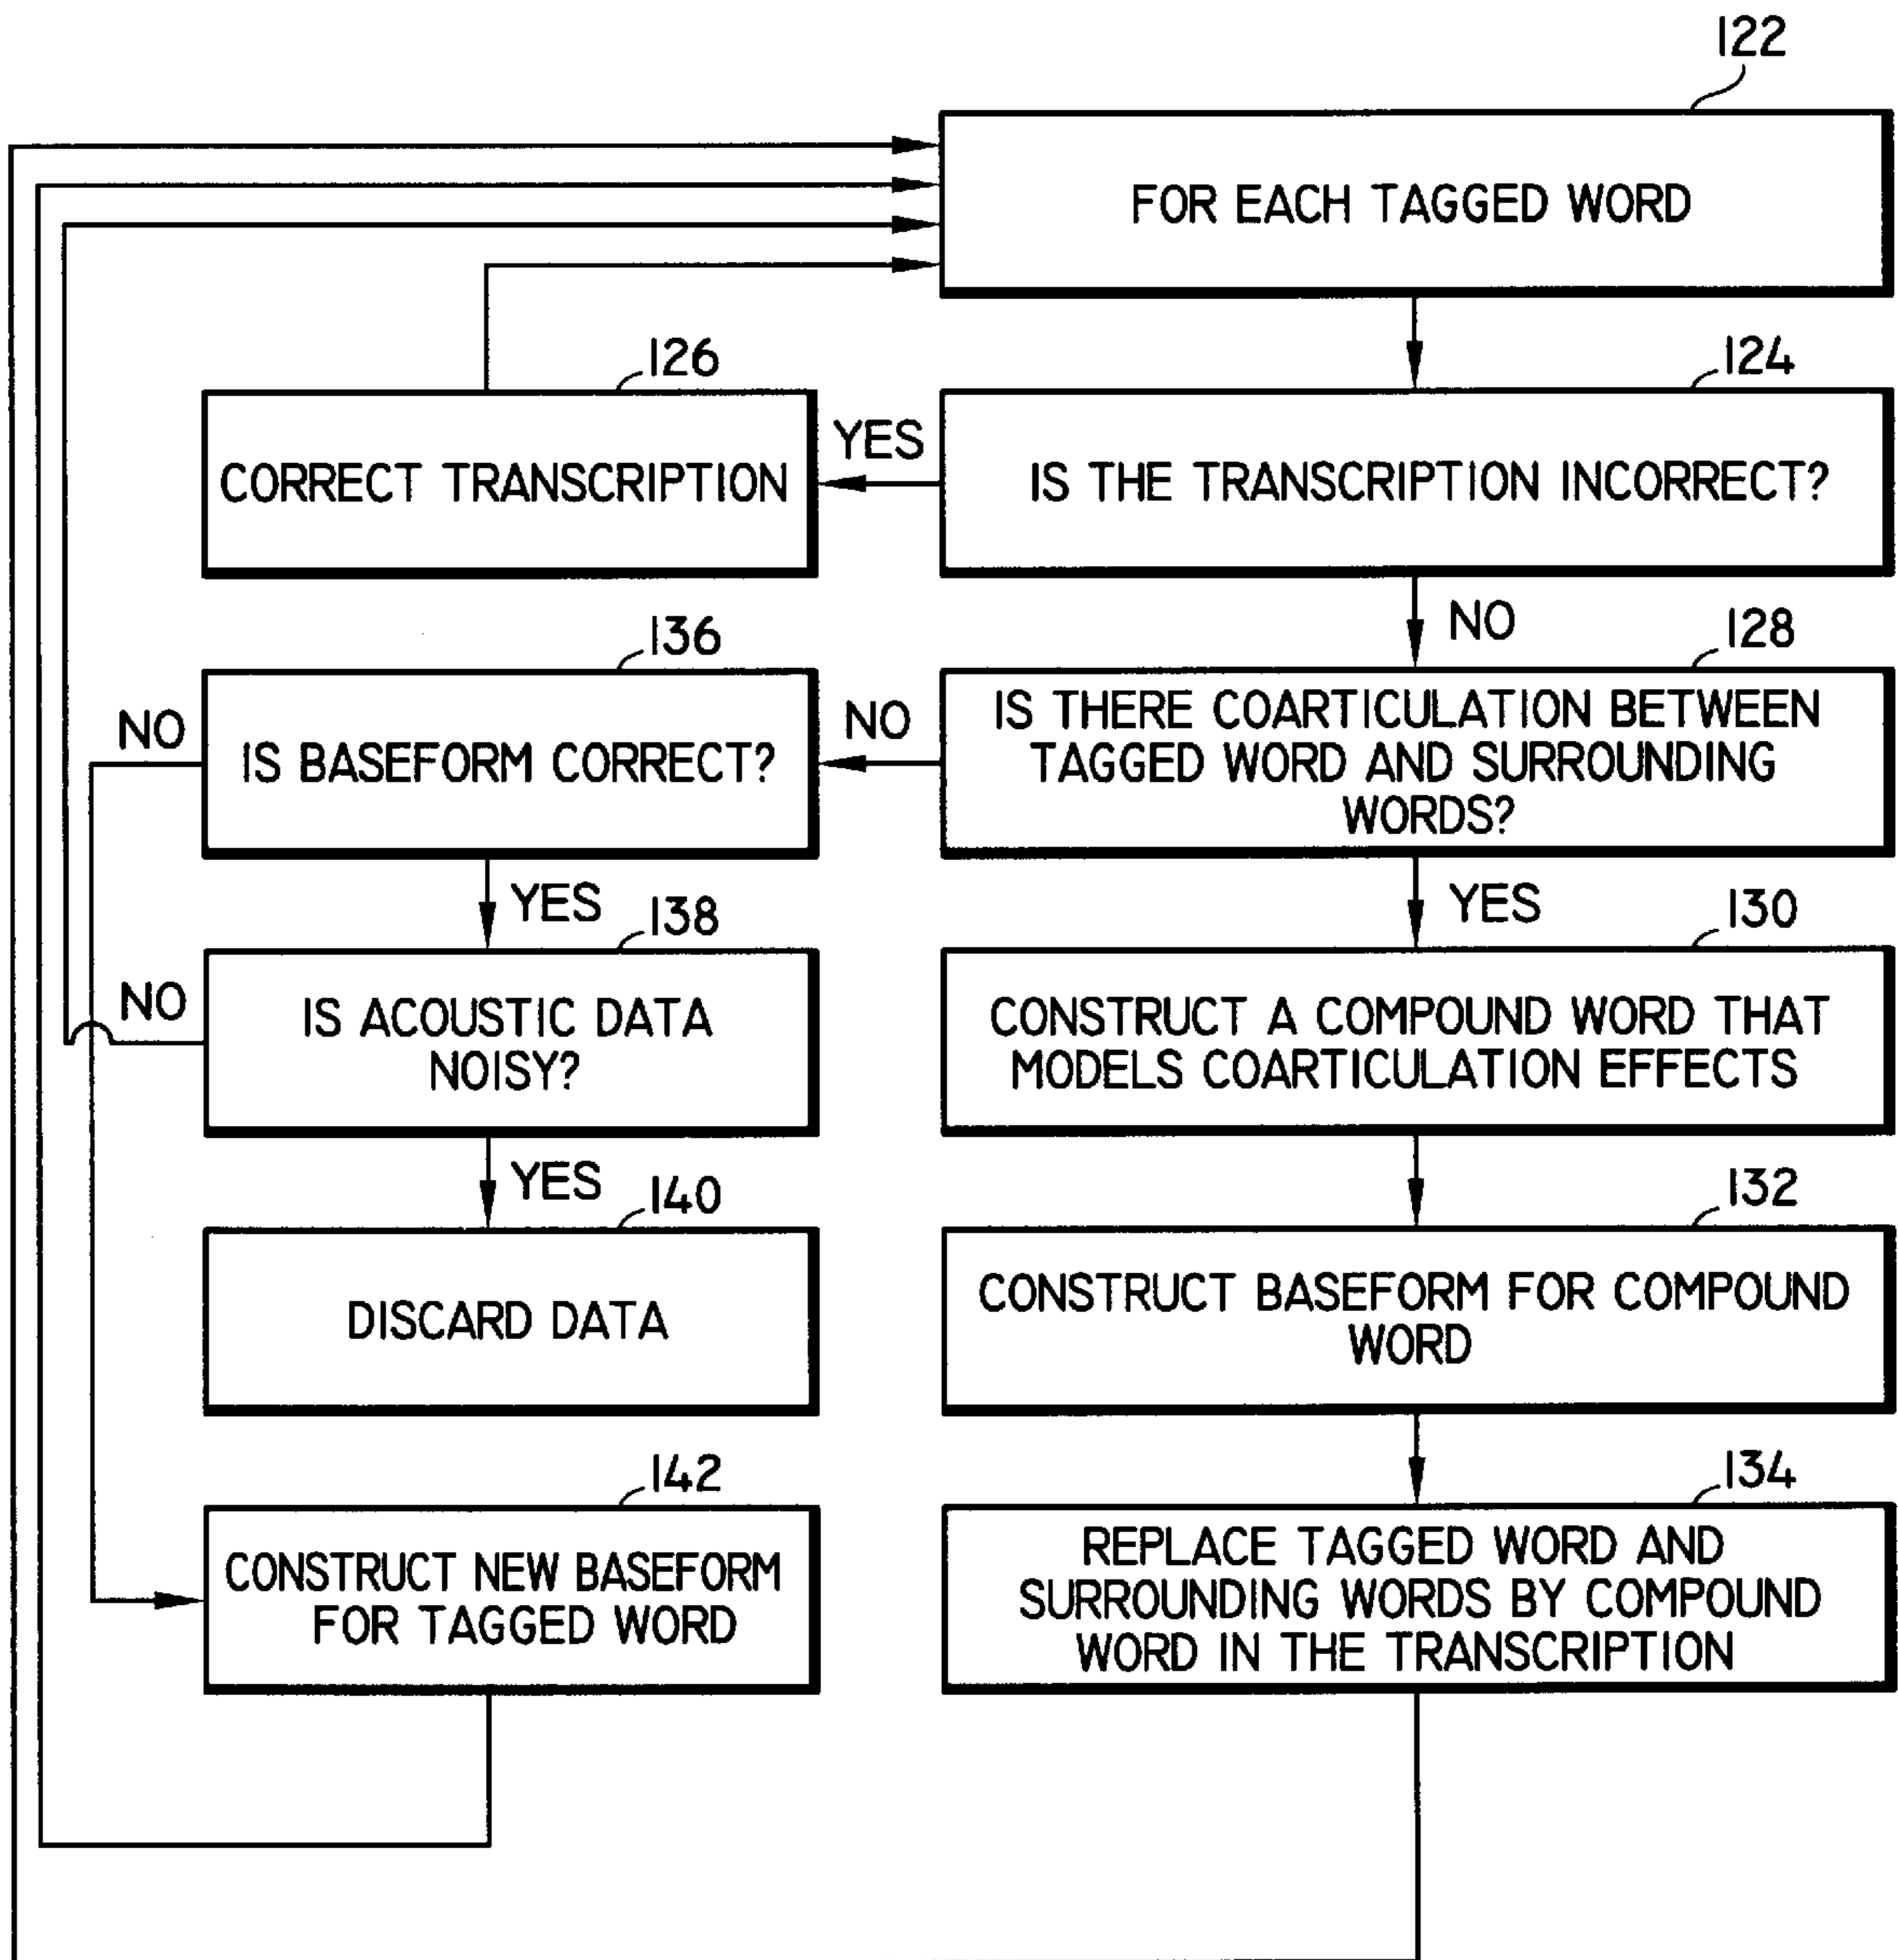 122
FOR EACH TAGGED WORD
126
CORRECT TRANSCRIPTION
YES
124
IS THE TRANSCRIPTION INCORRECT?
NO
136
IS BASEFORM CORRECT?
NO
NO
128
IS THERE COARTICULATION BETWEEN
TAGGED WORD AND SURROUNDING
WORDS?
YES
YES
138
IS ACOUSTIC DATA
NOISY?
NO
130
CONSTRUCT A COMPOUND WORD THAT
MODELS COARTICULATION EFFECTS
YES
140
DISCARD DATA
132
CONSTRUCT BASEFORM FOR COMPOUND
WORD
142
CONSTRUCT NEW BASEFORM
FOR TAGGED WORD
134
REPLACE TAGGED WORD AND
SURROUNDING WORDS BY COMPOUND
WORD IN THE TRANSCRIPTION